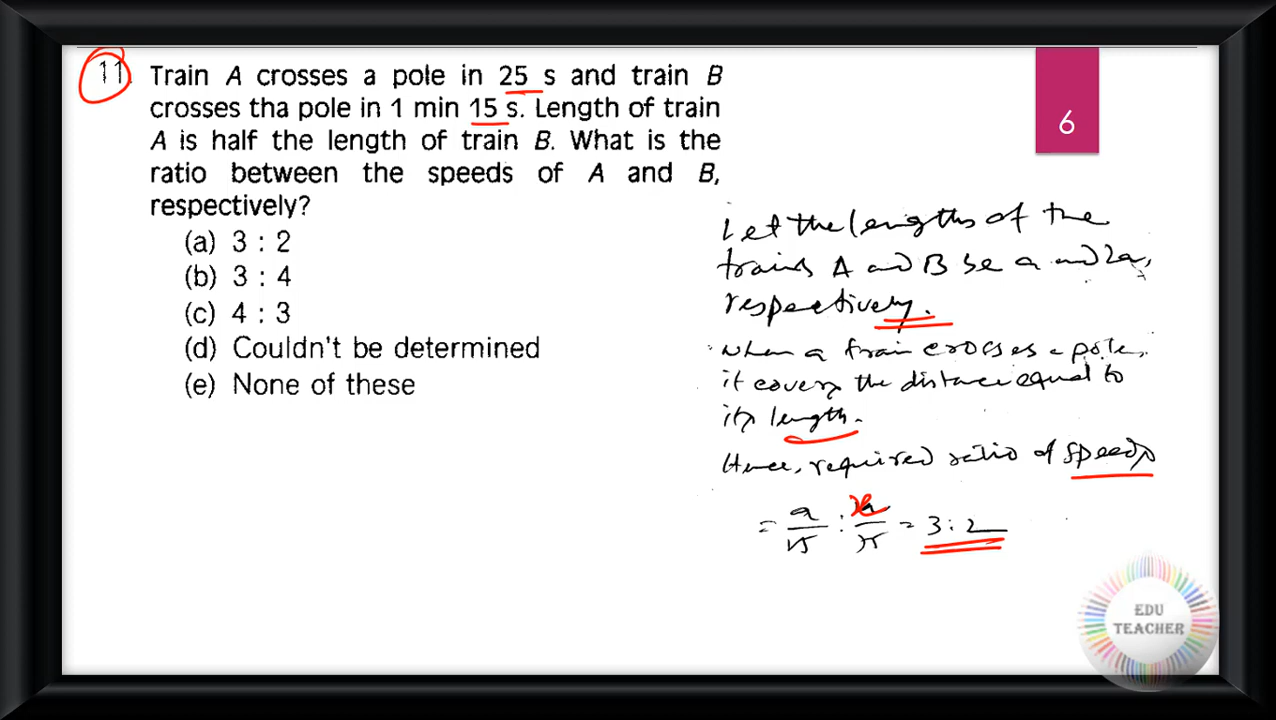 11.
Train A crosses a pole in 25 s and train B
crosses tha pole in 1 min 15 s. Length of train
A is half the length of train B. What is the
ratio between the speeds of A and B,
respectively?
(a) 3 : 2
(b) 3 : 4
(c) 4 : 3
(d) Couldn't be determined
(e) None of these
6
Let the lengths of the
trains A and B be a and 2a,
respectively.
when a train crosses a pole,
it covers the distance equal to
its length.
Hence, required ratio of speeds
= a/25 : 2a/75 = 3:2
EDU
TEACHER